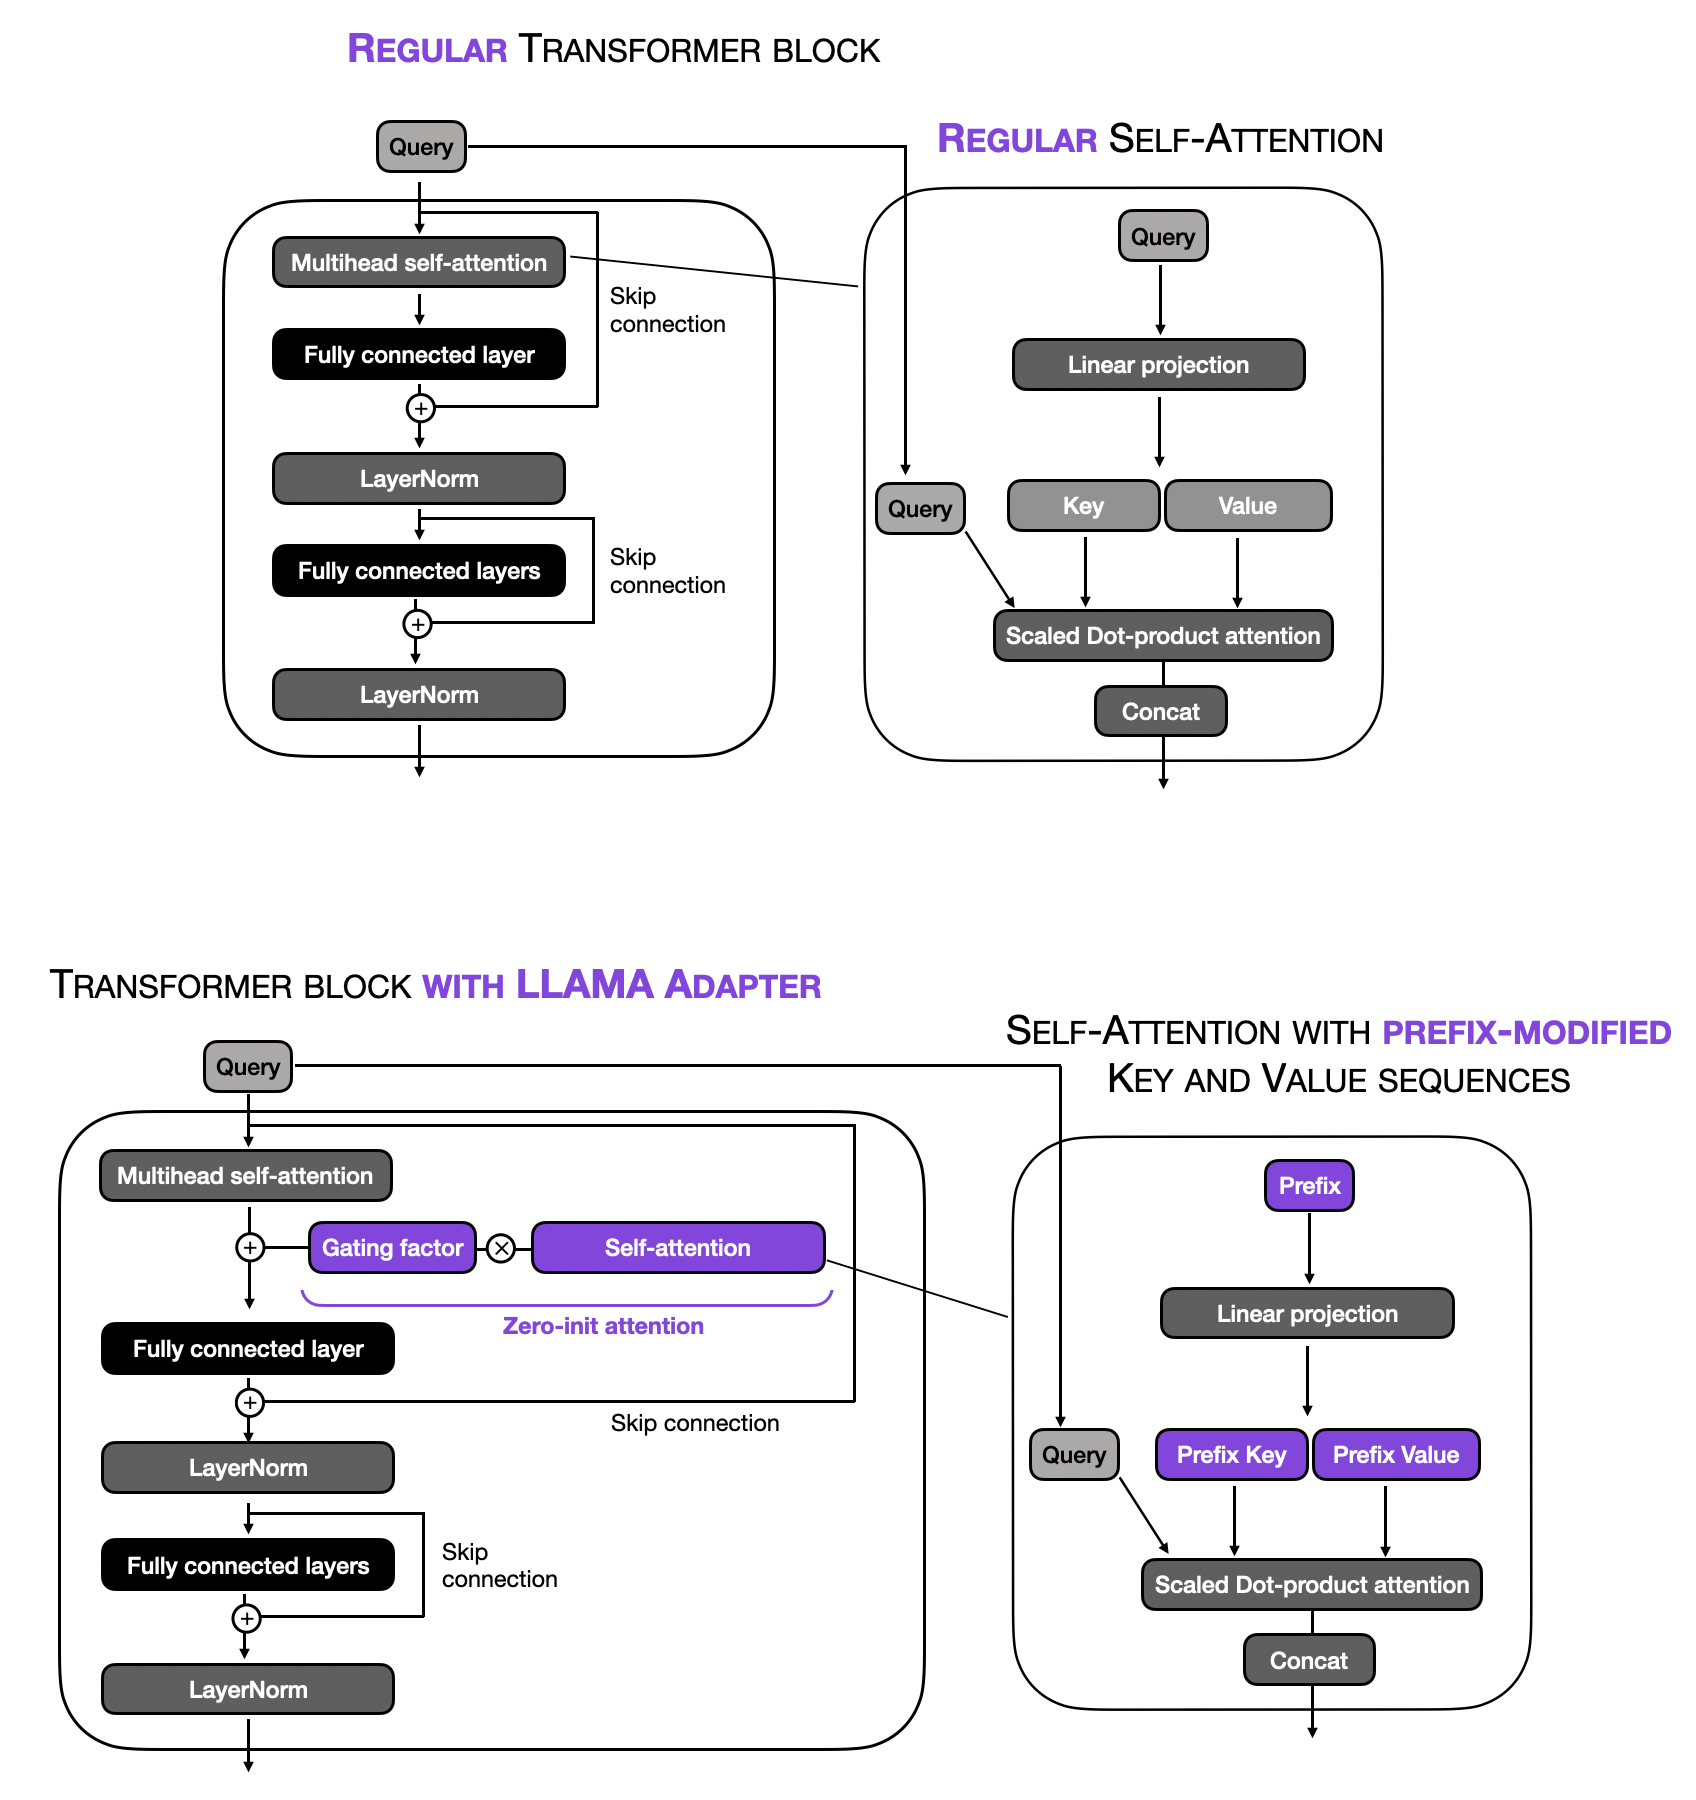 REGULAR TRANSFORMER BLOCK
REGULAR SELF-ATTENTION
Query
Multihead self-attention
Skip
connection
Fully connected layer
+
LayerNorm
Fully connected layers
Skip
connection
+
LayerNorm
Query
Linear projection
Query
Key
Value
Scaled Dot-product attention
Concat
TRANSFORMER BLOCK WITH LLAMA ADAPTER
SELF-ATTENTION WITH PREFIX-MODIFIED
KEY AND VALUE SEQUENCES
Query
Multihead self-attention
+
Gating factor
×
Self-attention
Zero-init attention
Fully connected layer
+
Skip connection
LayerNorm
Fully connected layers
Skip
connection
+
LayerNorm
Prefix
Linear projection
Query
Prefix Key
Prefix Value
Scaled Dot-product attention
Concat